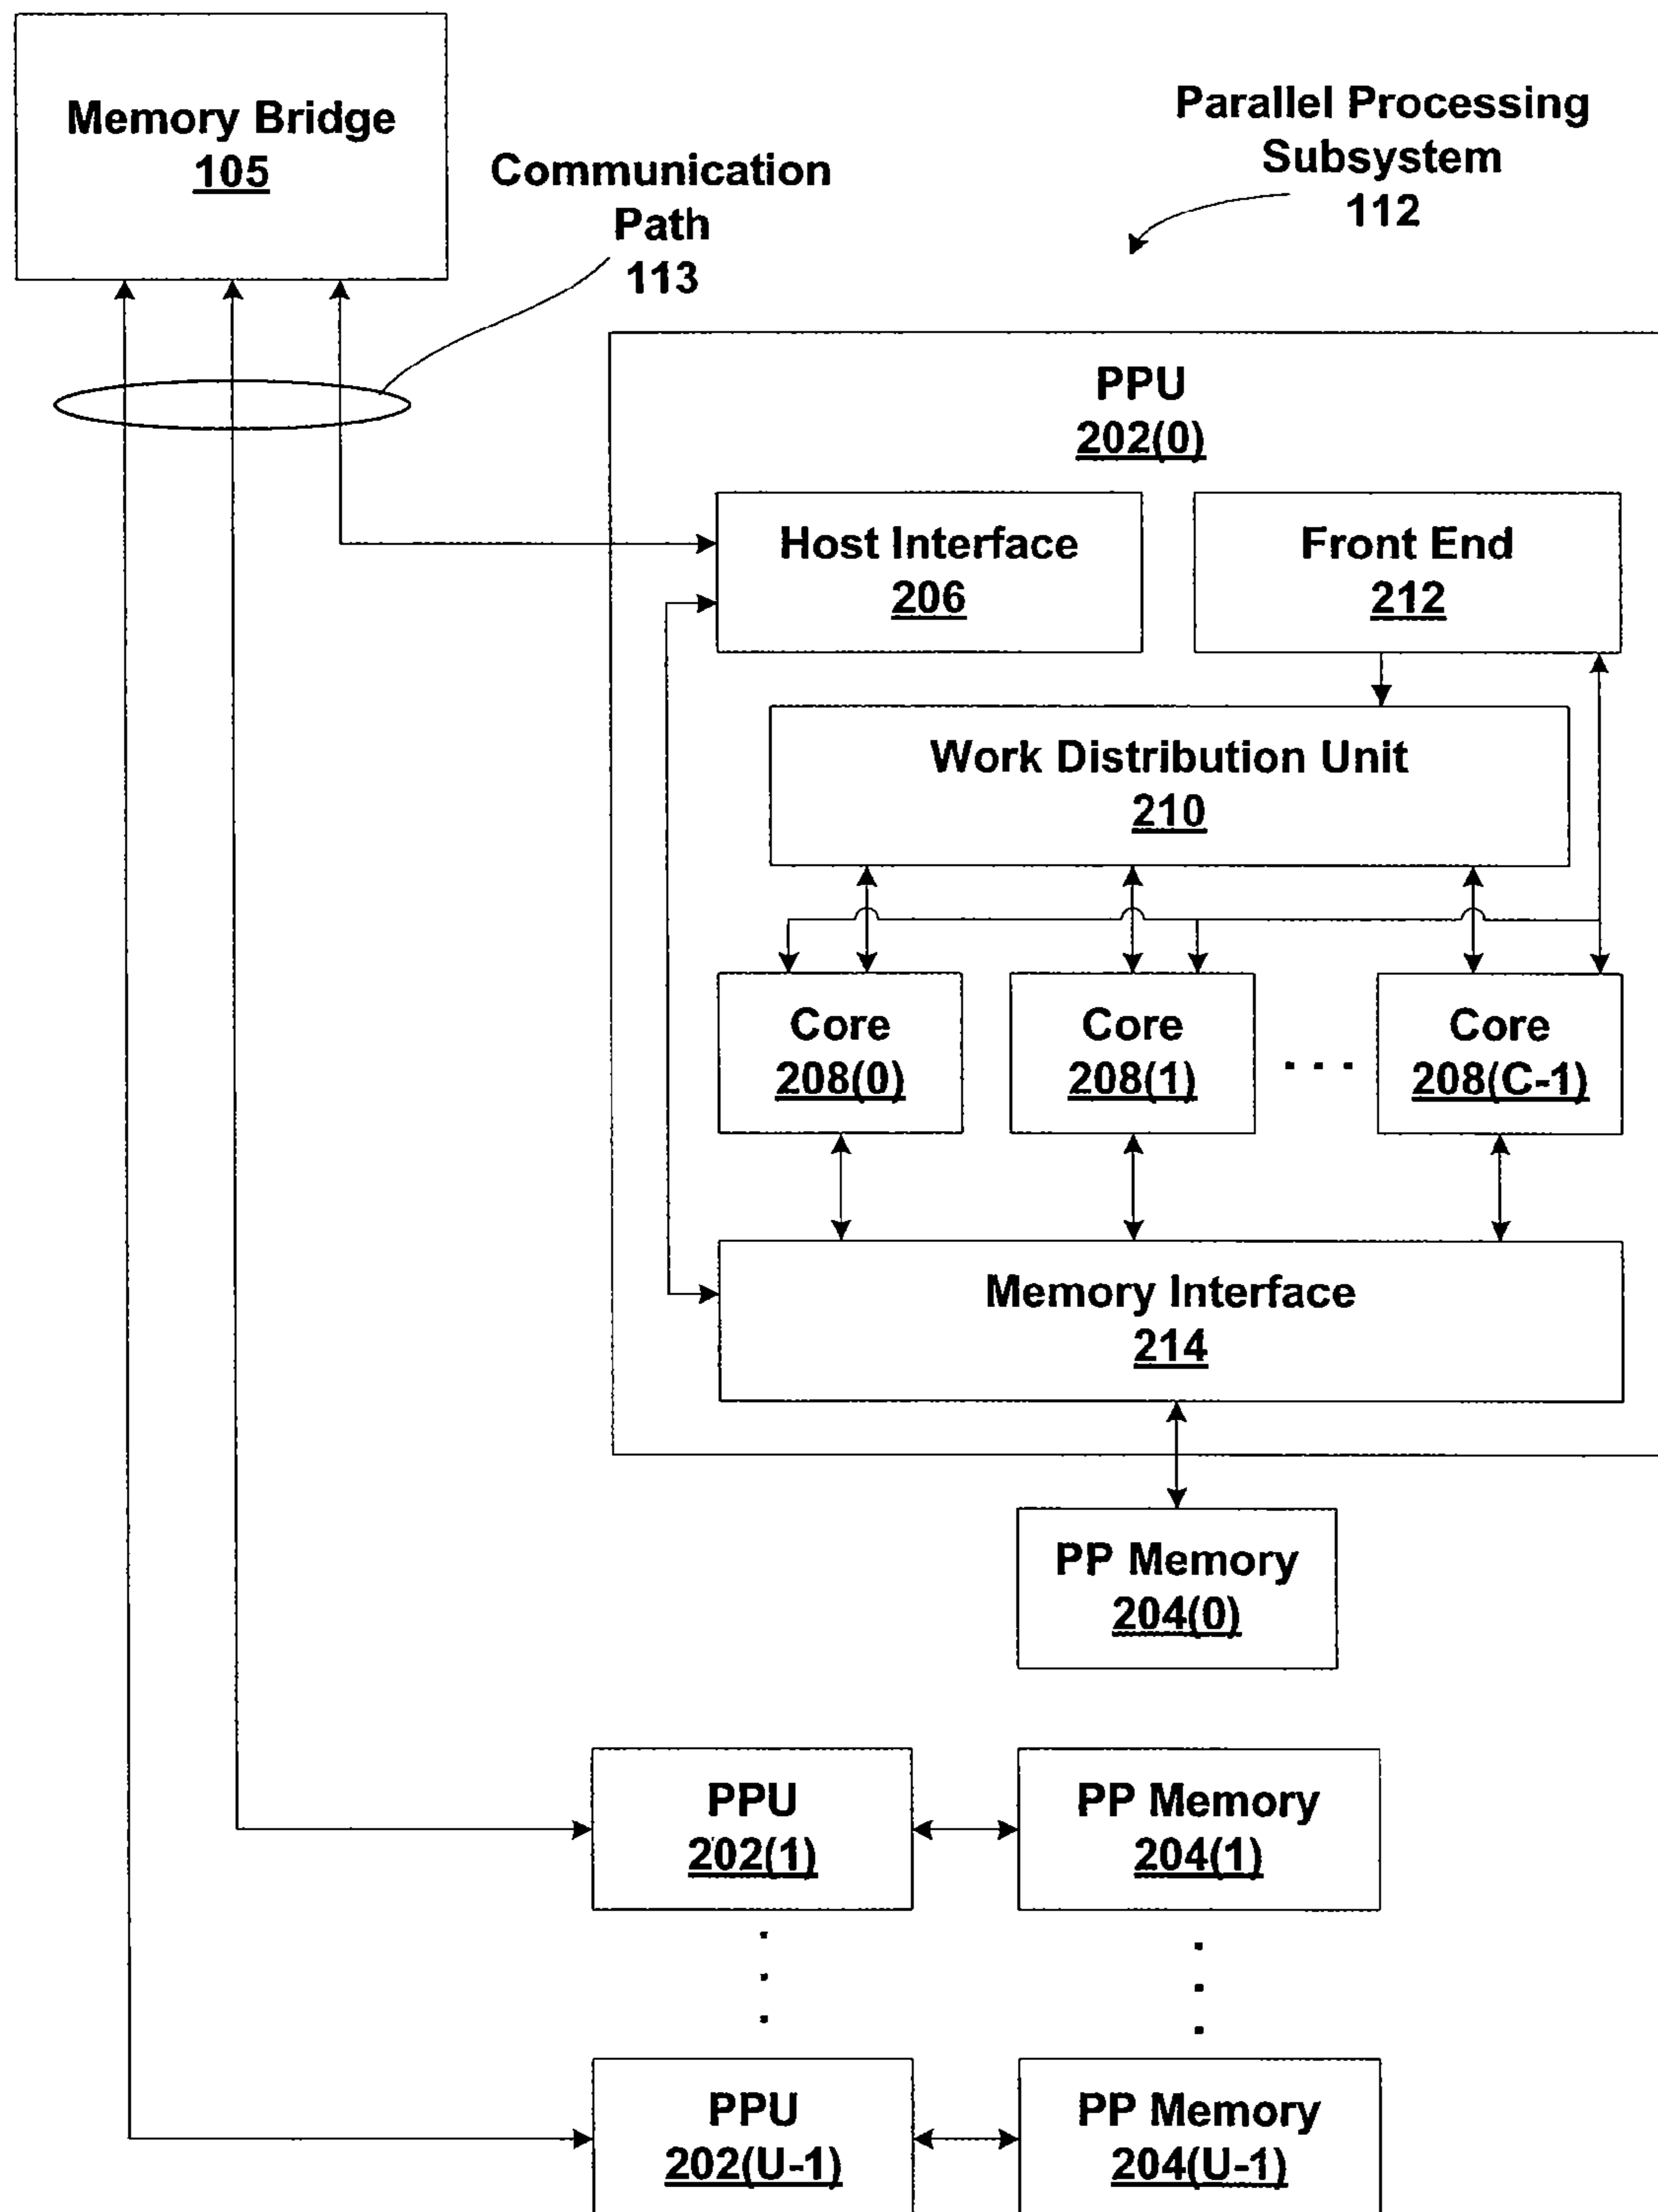 Memory Bridge
105
Communication
Path
113
Parallel Processing
Subsystem
112
PPU
202(0)
Host Interface
206
Front End
212
Work Distribution Unit
210
Core
208(0)
Core
208(1)
. . .
Core
208(C-1)
Memory Interface
214
PP Memory
204(0)
PPU
202(1)
PP Memory
204(1)
PPU
202(U-1)
PP Memory
204(U-1)